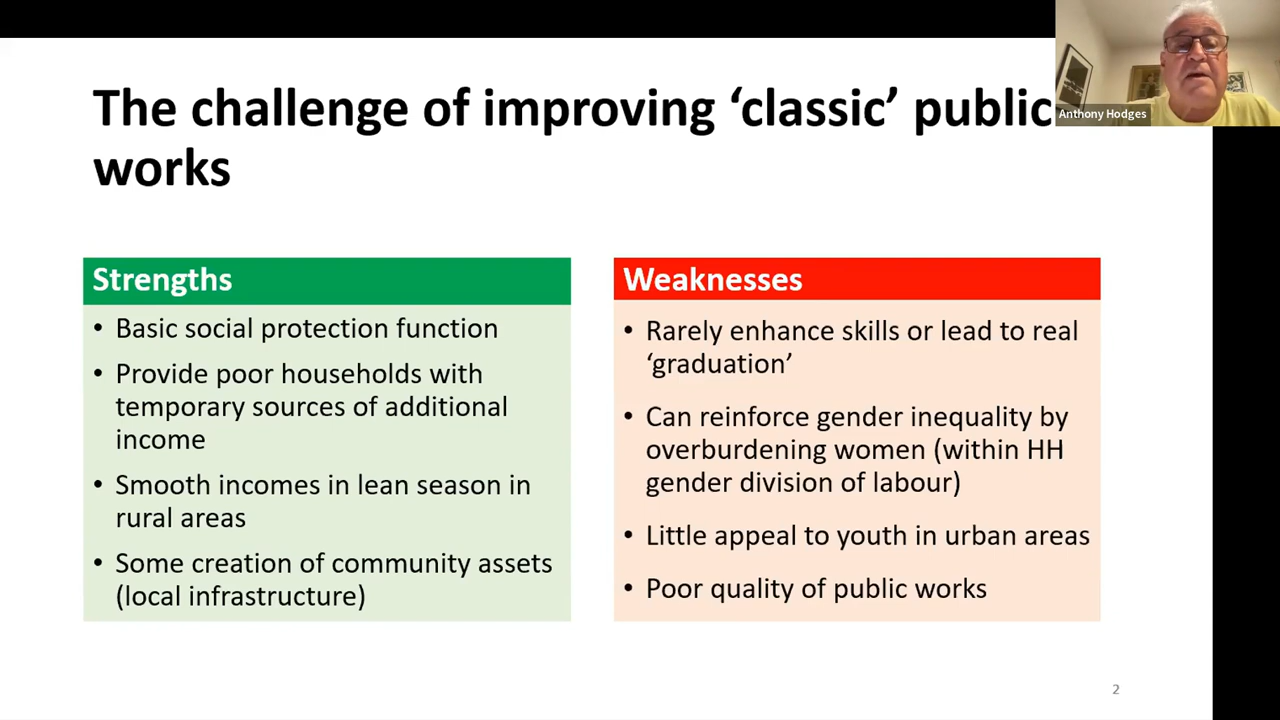 The challenge of improving ‘classic’ public
works
Anthony Hodges
Strengths
• Basic social protection function
• Provide poor households with
temporary sources of additional
income
• Smooth incomes in lean season in
rural areas
• Some creation of community assets
(local infrastructure)
Weaknesses
• Rarely enhance skills or lead to real
‘graduation’
• Can reinforce gender inequality by
overburdening women (within HH
gender division of labour)
• Little appeal to youth in urban areas
• Poor quality of public works
2